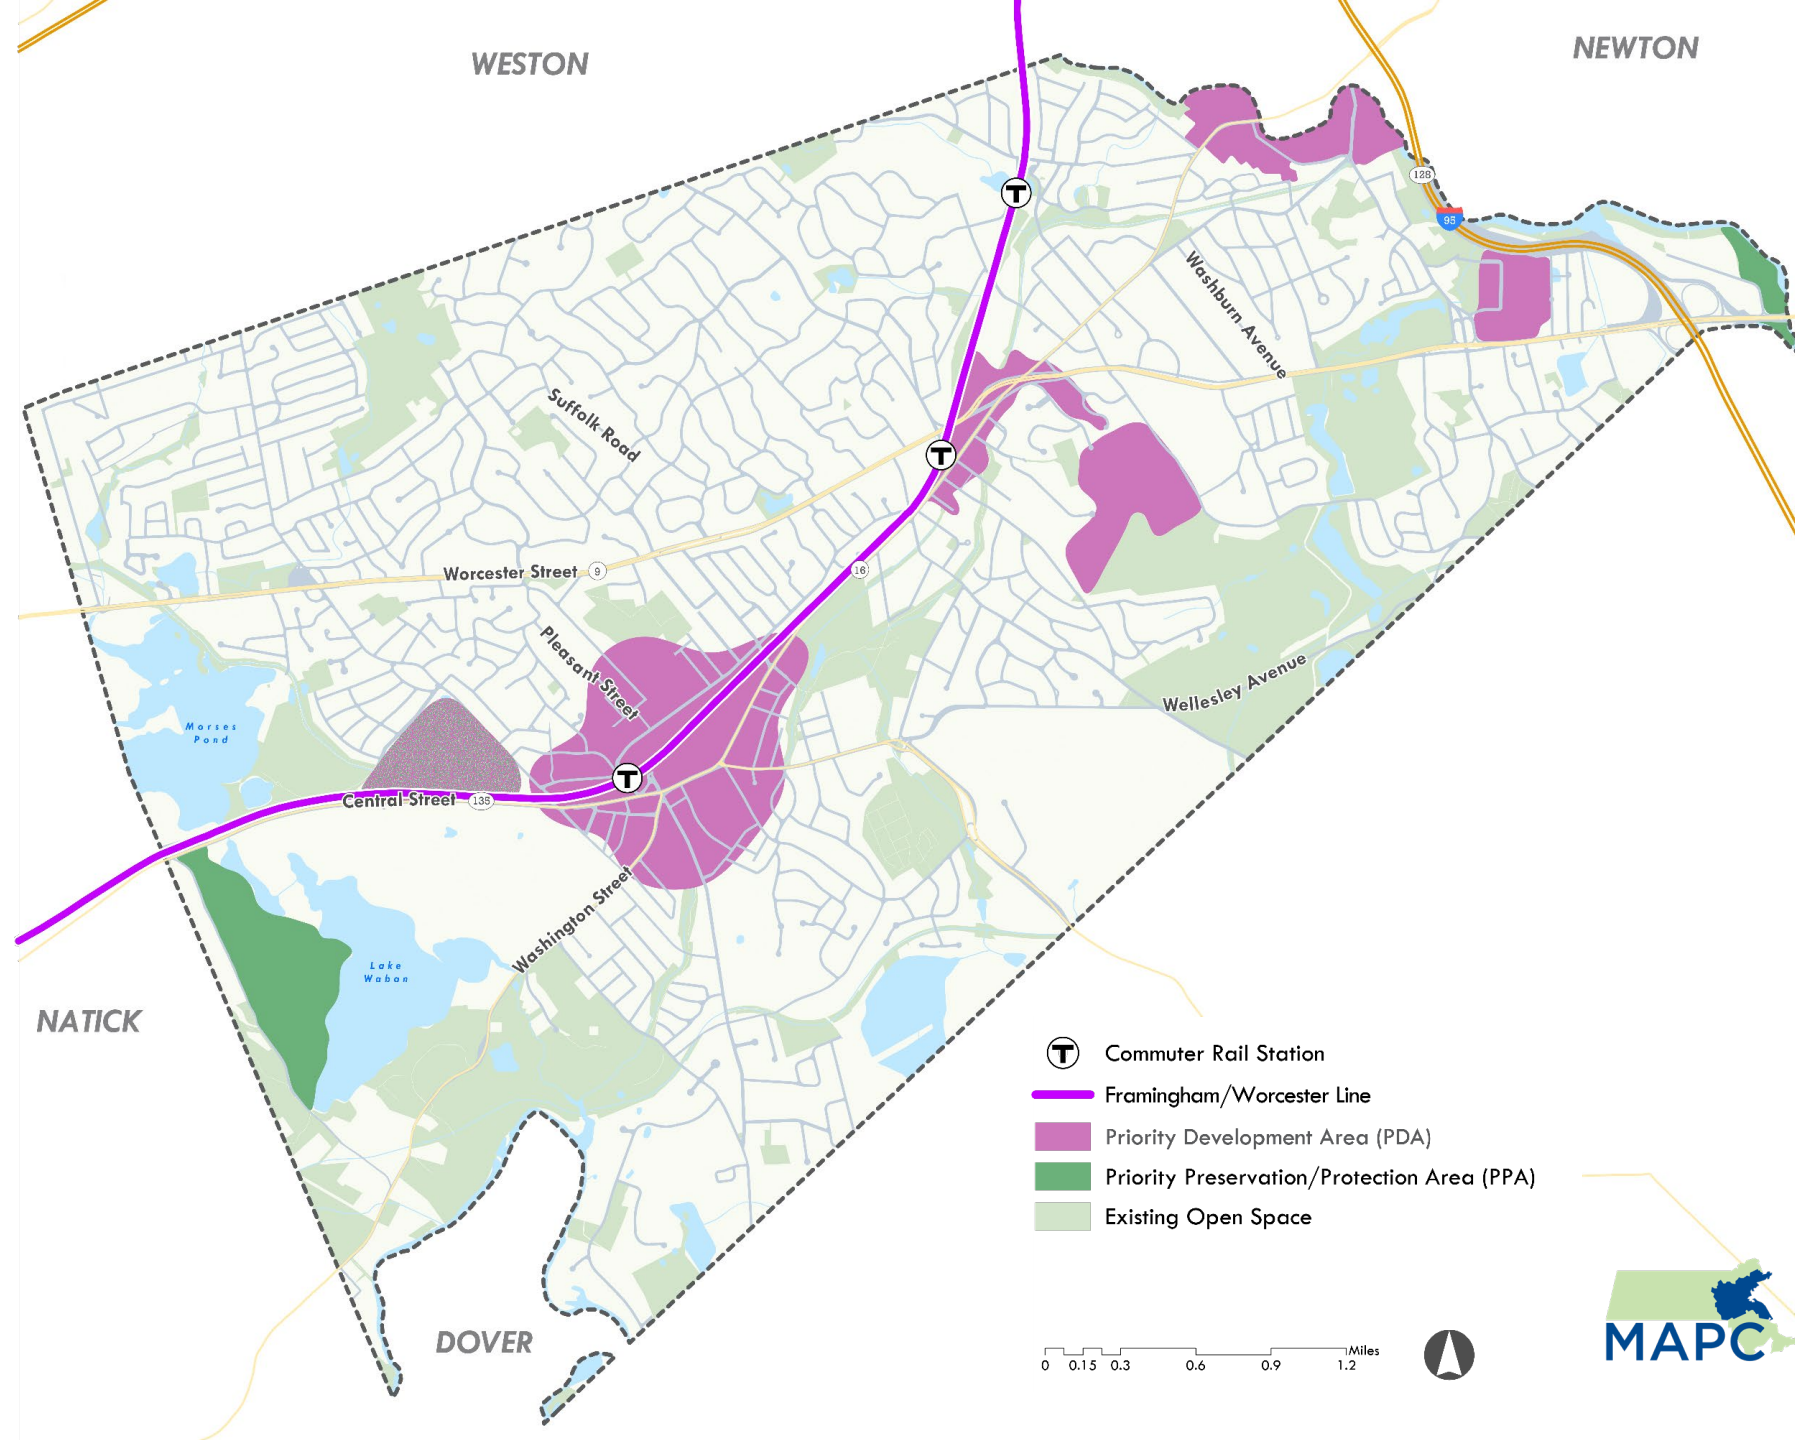 WESTON
NEWTON
T
128
95
Washburn Avenue
Suffolk Road
T
Worcester Street
9
16
Pleasant Street
Wellesley Avenue
Morses
Pond
T
Central Street
135
Washington Street
Lake
Waban
NATICK
DOVER
T Commuter Rail Station
Framingham/Worcester Line
Priority Development Area (PDA)
Priority Preservation/Protection Area (PPA)
Existing Open Space
Miles
0 0.15 0.3 0.6 0.9 1.2
MAPC